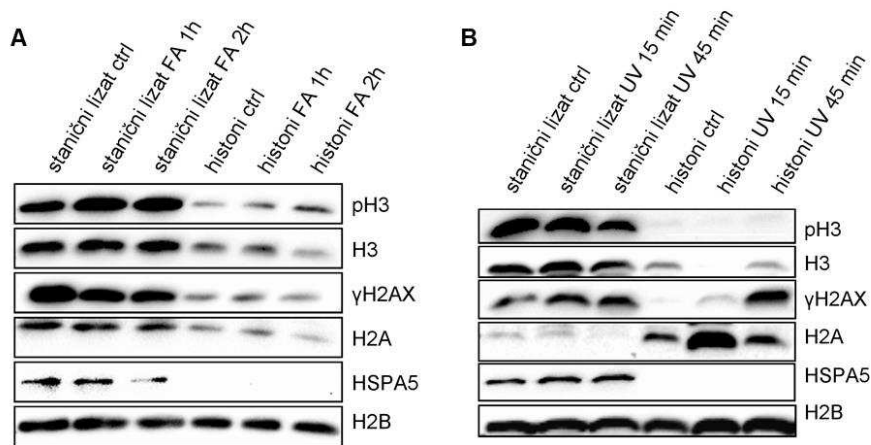 A
stanični lizat ctrl
stanični lizat FA 1h
stanični lizat FA 2h
histoni ctrl
histoni FA 1h
histoni FA 2h
pH3
H3
γH2AX
H2A
HSPA5
H2B
B
stanični lizat ctrl
stanični lizat UV 15 min
stanični lizat UV 45 min
histoni ctrl
histoni UV 15 min
histoni UV 45 min
pH3
H3
γH2AX
H2A
HSPA5
H2B